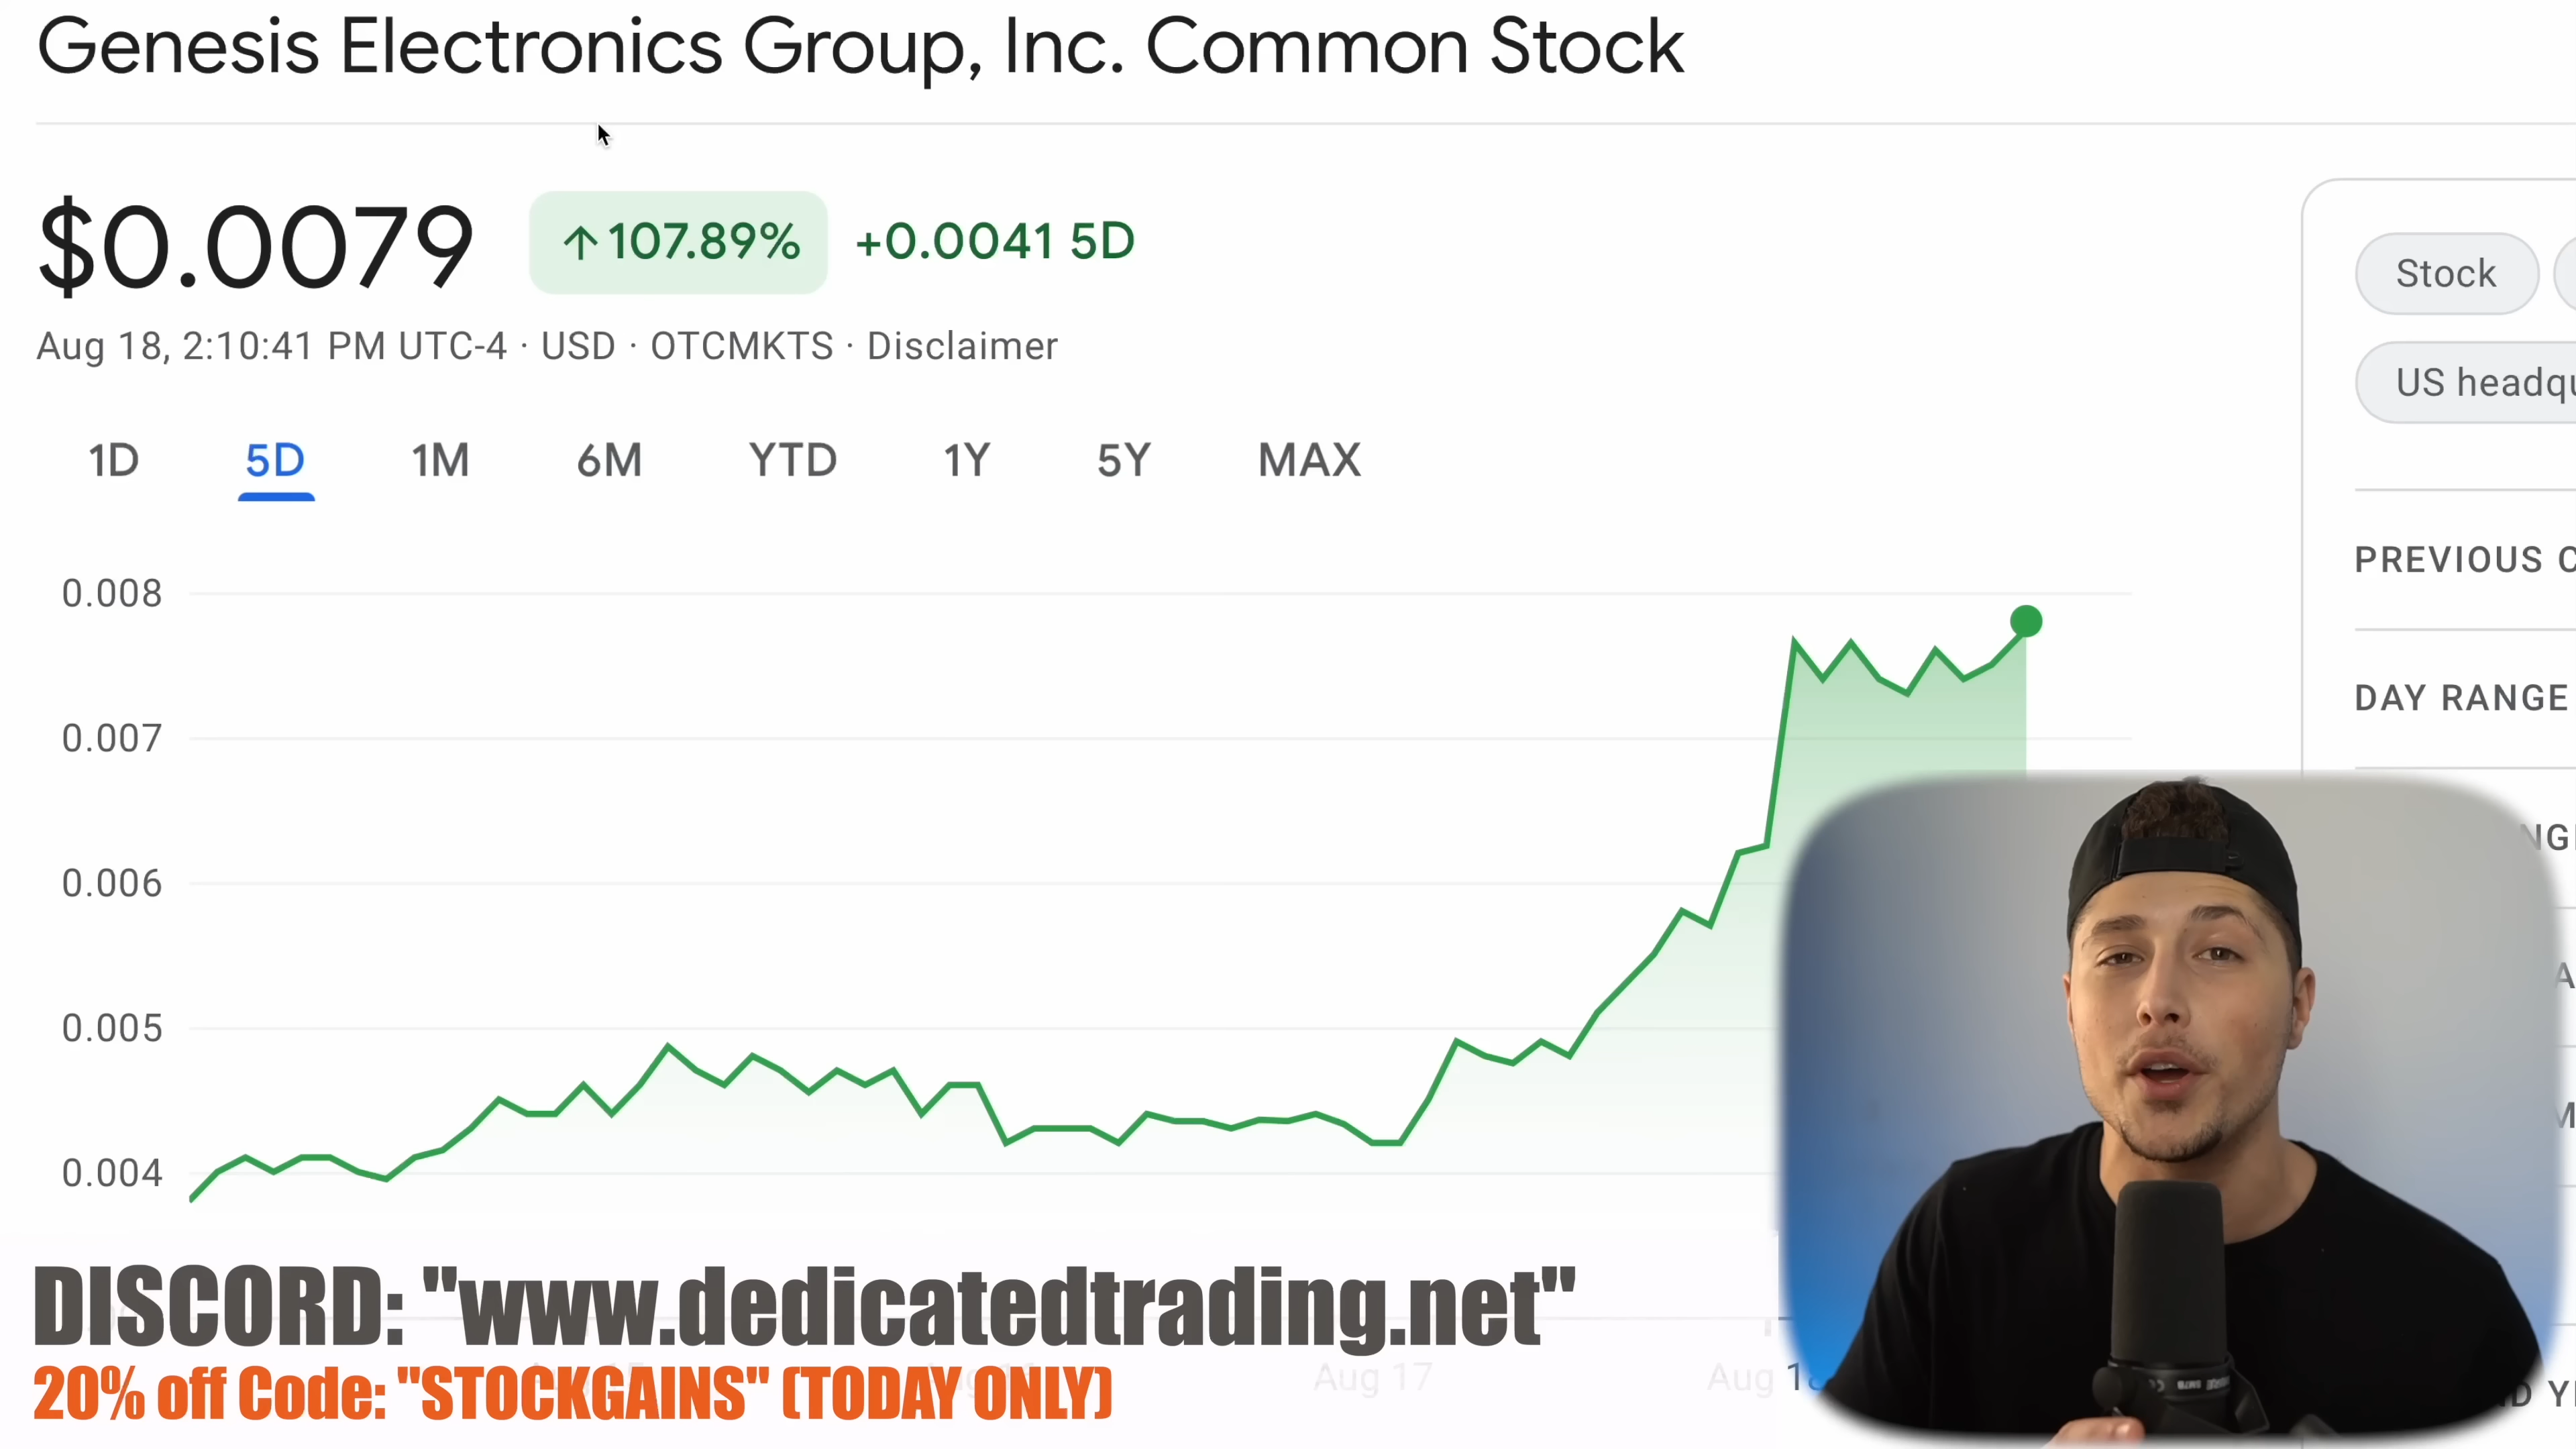 Genesis Electronics Group, Inc. Common Stock
$0.0079 ↑107.89% +0.0041 5D
Aug 18, 2:10:41 PM UTC-4 · USD · OTCMKTS · Disclaimer
1D 5D 1M 6M YTD 1Y 5Y MAX
0.008
0.007
0.006
0.005
0.004
Aug 17
Aug 18
Stock
US headqu
PREVIOUS C
DAY RANGE
DISCORD: "www.dedicatedtrading.net"
20% off Code: "STOCKGAINS" (TODAY ONLY)